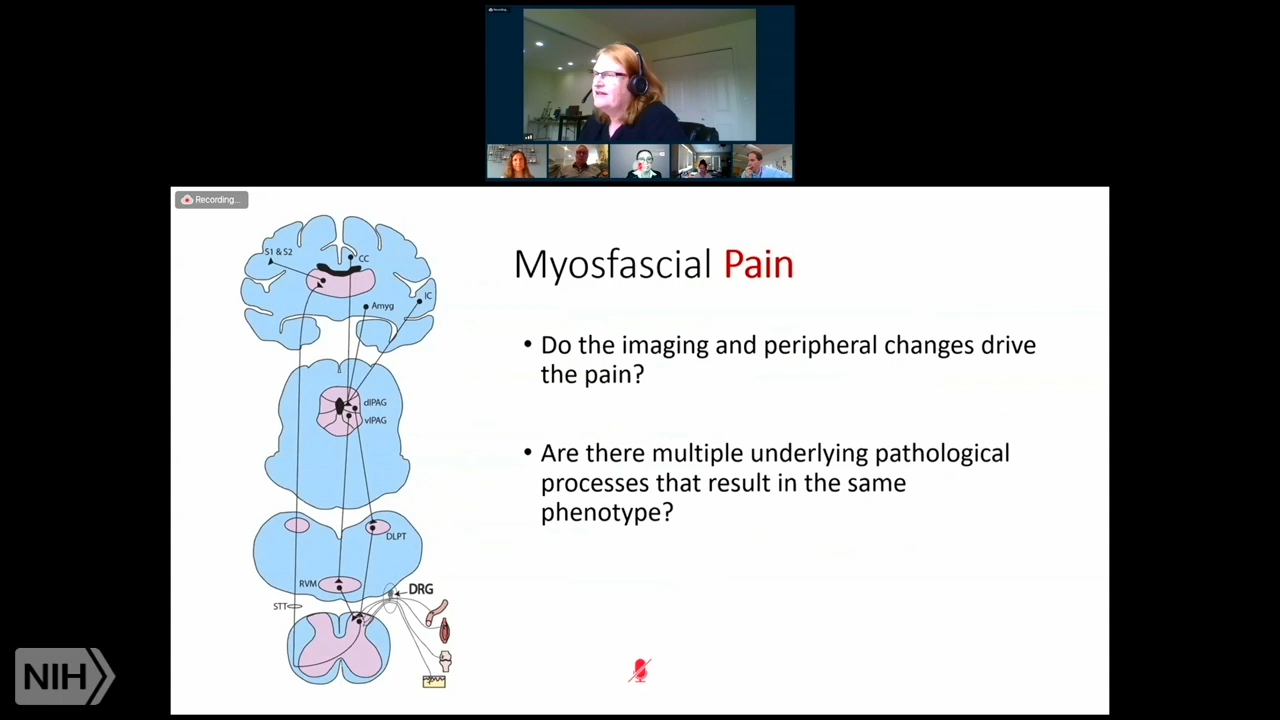 Recording...
Recording...
S1 & S2
CC
IC
Amyg
dlPAG
vlPAG
DLPT
RVM
DRG
STT
Myosfascial Pain
• Do the imaging and peripheral changes drive
the pain?
• Are there multiple underlying pathological
processes that result in the same
phenotype?
NIH